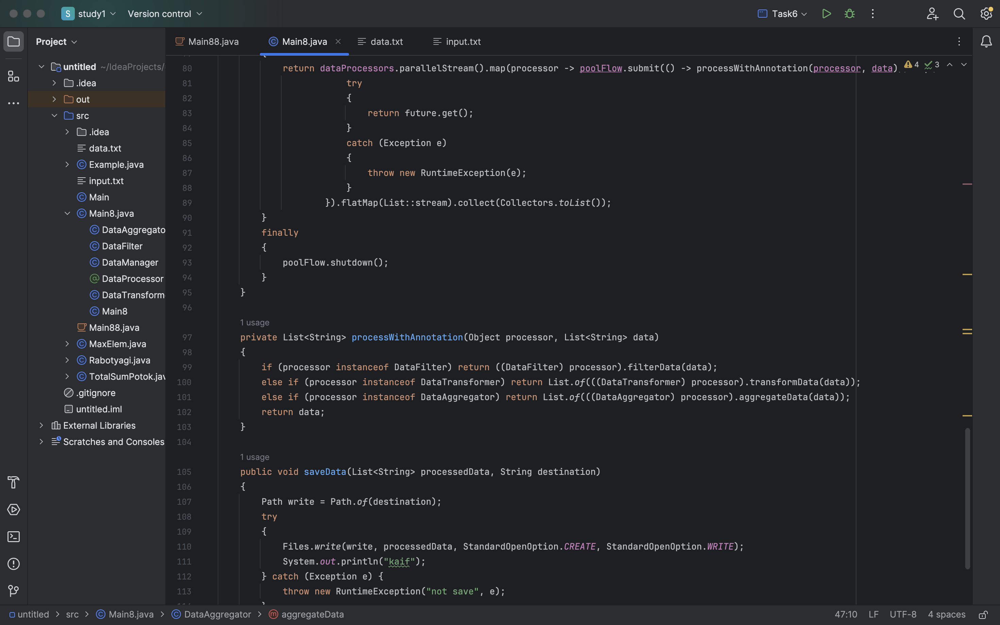 S study1 Version control Task6
Project
Main88.java Main8.java data.txt input.txt
untitled ~/IdeaProjects/
.idea
out
src
.idea
data.txt
Example.java
input.txt
Main
Main8.java
DataAggregato
DataFilter
DataManager
DataProcessor
DataTransform
Main8
Main88.java
MaxElem.java
Rabotyagi.java
TotalSumPotok.jav
.gitignore
untitled.iml
External Libraries
Scratches and Consoles
4 3
80 return dataProcessors.parallelStream().map(processor -> poolFlow.submit(() -> processWithAnnotation(processor, data)
81 try
82 {
83 return future.get();
84 }
85 catch (Exception e)
86 {
87 throw new RuntimeException(e);
88 }
89 }).flatMap(List::stream).collect(Collectors.toList());
90 }
91 finally
92 {
93 poolFlow.shutdown();
94 }
95 }
96
1 usage
97 private List<String> processWithAnnotation(Object processor, List<String> data)
98 {
99 if (processor instanceof DataFilter) return ((DataFilter) processor).filterData(data);
100 else if (processor instanceof DataTransformer) return List.of(((DataTransformer) processor).transformData(data));
101 else if (processor instanceof DataAggregator) return List.of(((DataAggregator) processor).aggregateData(data));
102 return data;
103 }
104
1 usage
105 public void saveData(List<String> processedData, String destination)
106 {
107 Path write = Path.of(destination);
108 try
109 {
110 Files.write(write, processedData, StandardOpenOption.CREATE, StandardOpenOption.WRITE);
111 System.out.println("kaif");
112 } catch (Exception e) {
113 throw new RuntimeException("not save", e);
untitled > src > Main8.java > DataAggregator > aggregateData 47:10 LF UTF-8 4 spaces